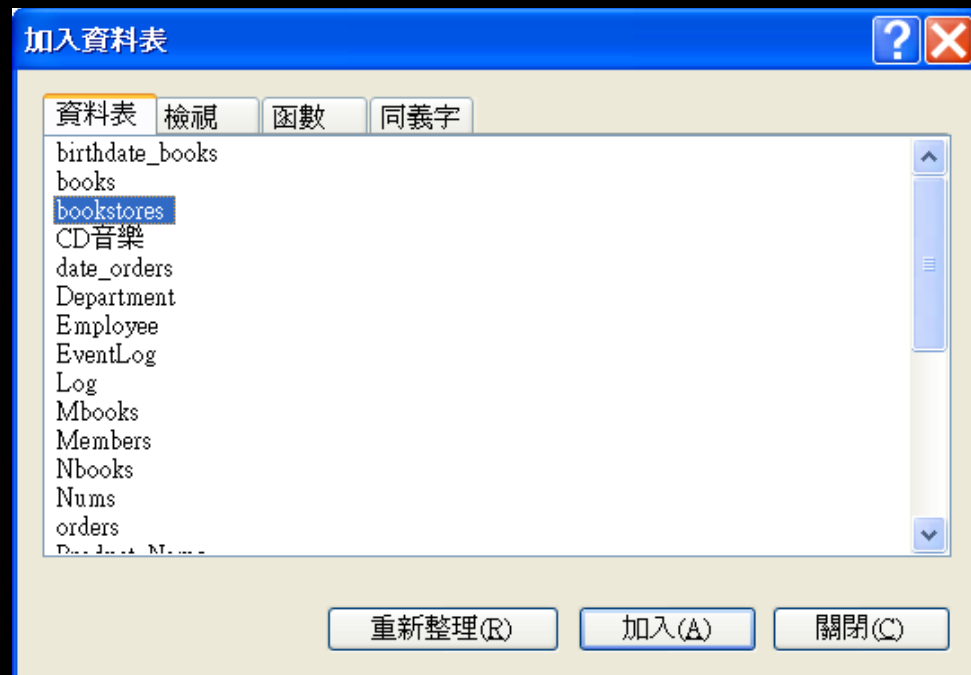 加入資料表
資料表 檢視 函數 同義字
birthdate_books
books
bookstores
CD音樂
date_orders
Department
Employee
EventLog
Log
Mbooks
Members
Nbooks
Nums
orders
重新整理(R) 加入(A) 關閉(C)